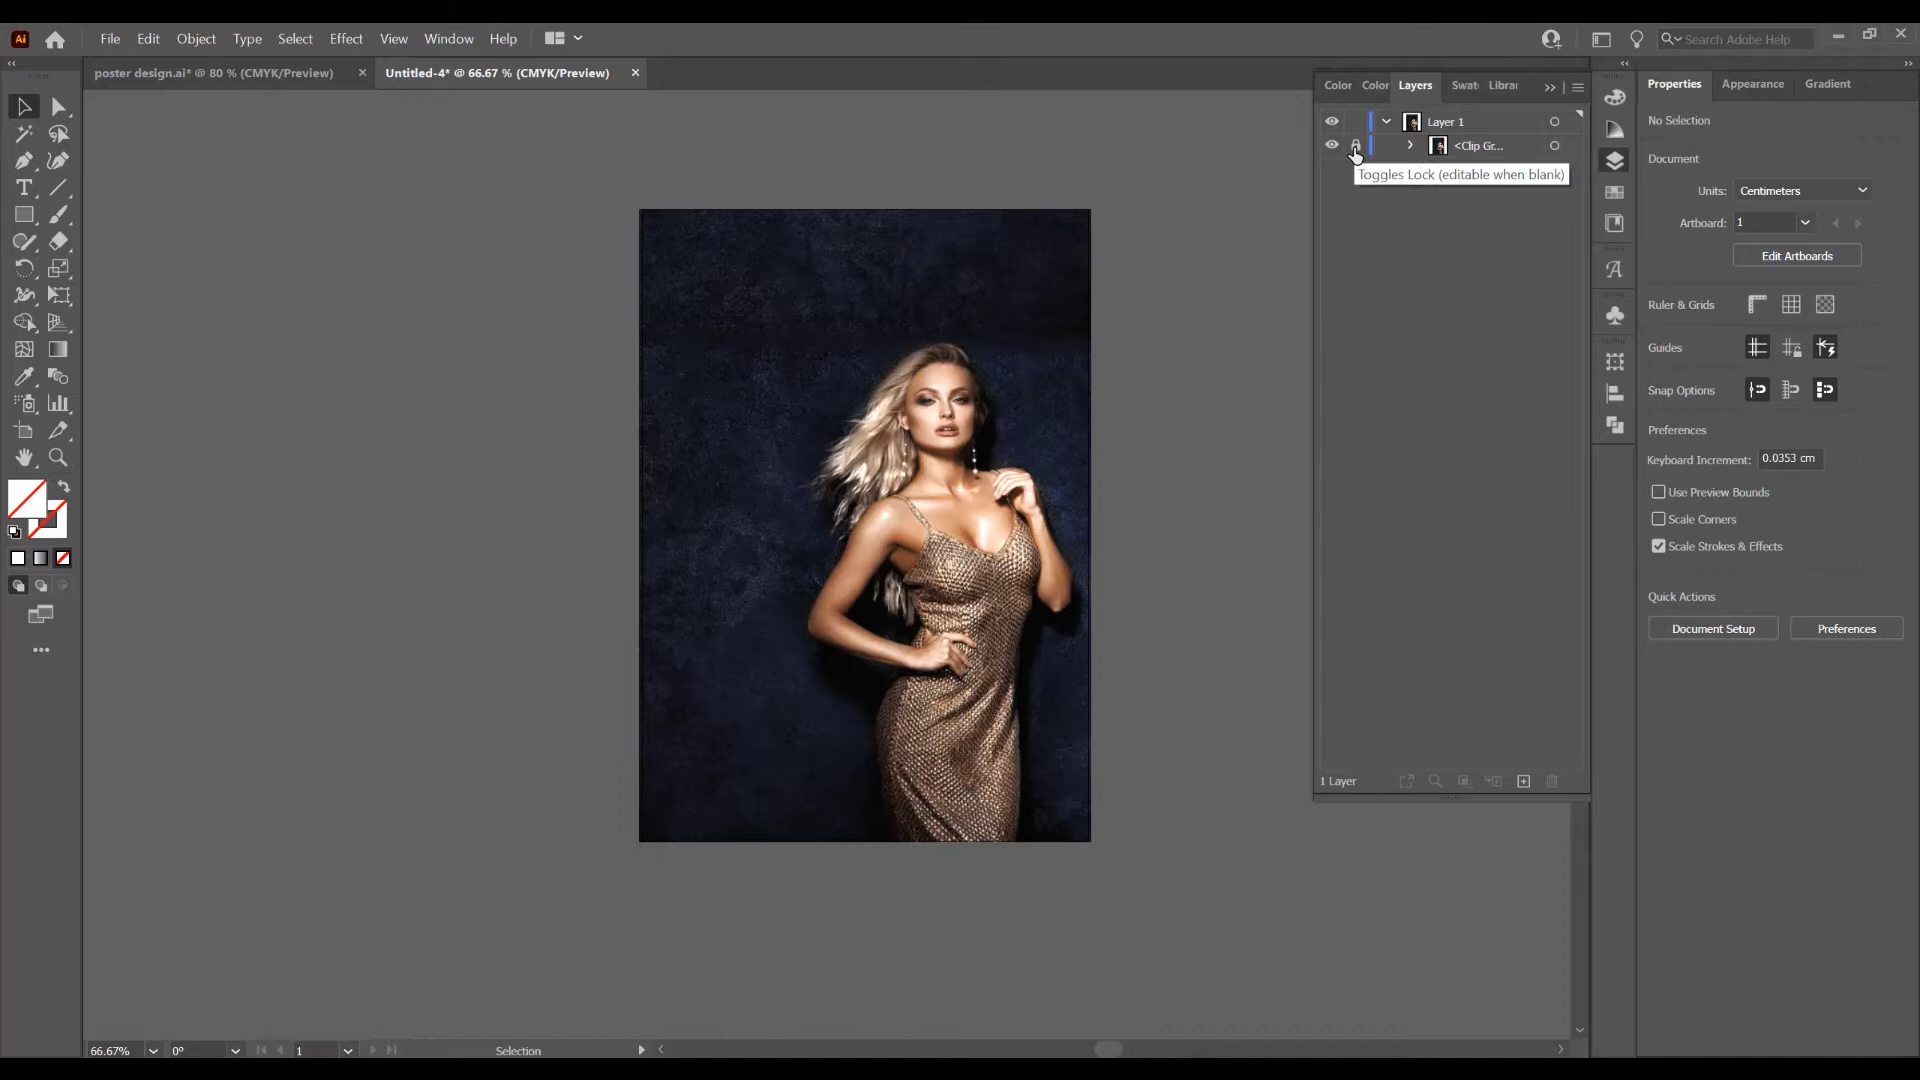 Ai File Edit Object Type Select Effect View Window Help Search Adobe Help
poster design.ai* @ 80 % (CMYK/Preview) Untitled-4* @ 66.67 % (CMYK/Preview)
Color Color Layers Swat Librar
Layer 1
<Clip Gr...
Toggles Lock (editable when blank)
1 Layer
Properties Appearance Gradient
No Selection
Document
Units: Centimeters
Artboard: 1
Edit Artboards
Ruler & Grids
Guides
Snap Options
Preferences
Keyboard Increment: 0.0353 cm
Use Preview Bounds
Scale Corners
Scale Strokes & Effects
Quick Actions
Document Setup Preferences
66.67% 0° 1 Selection